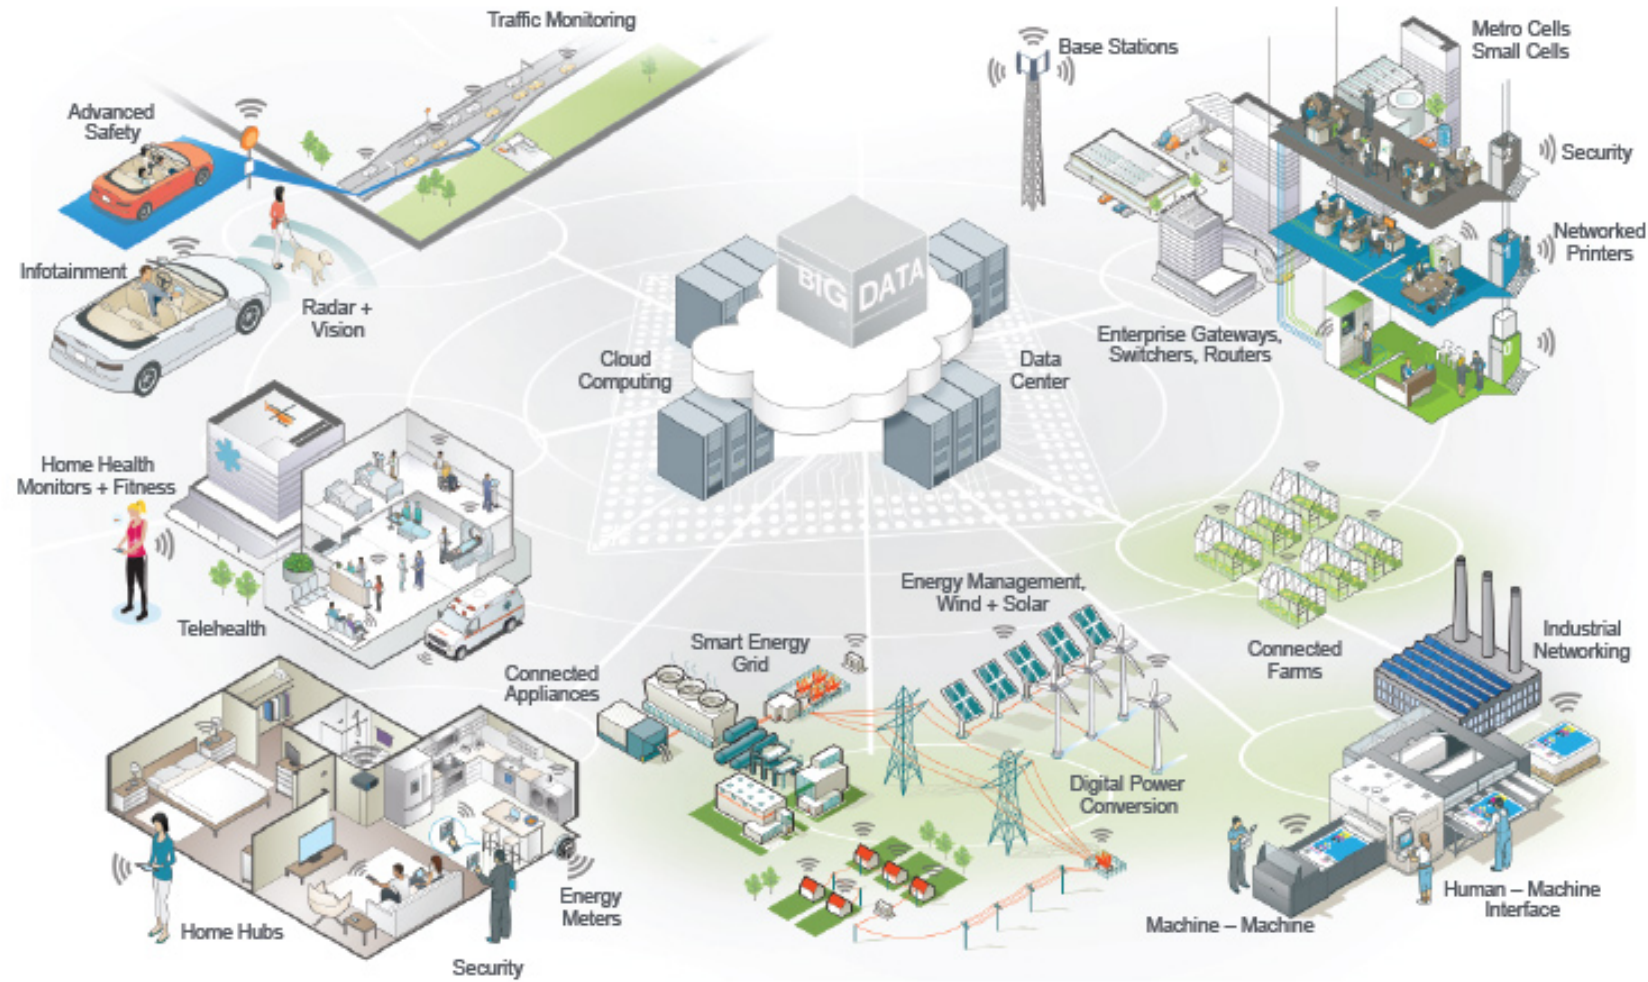 Traffic Monitoring
Advanced
Safety
Infotainment
Radar +
Vision
Base Stations
Metro Cells
Small Cells
Security
Networked
Printers
Enterprise Gateways,
Switchers, Routers
BIG DATA
Cloud
Computing
Data
Center
Home Health
Monitors + Fitness
Telehealth
Connected
Appliances
Smart Energy
Grid
Energy Management,
Wind + Solar
Connected
Farms
Industrial
Networking
Digital Power
Conversion
Energy
Meters
Home Hubs
Security
Machine – Machine
Human – Machine
Interface